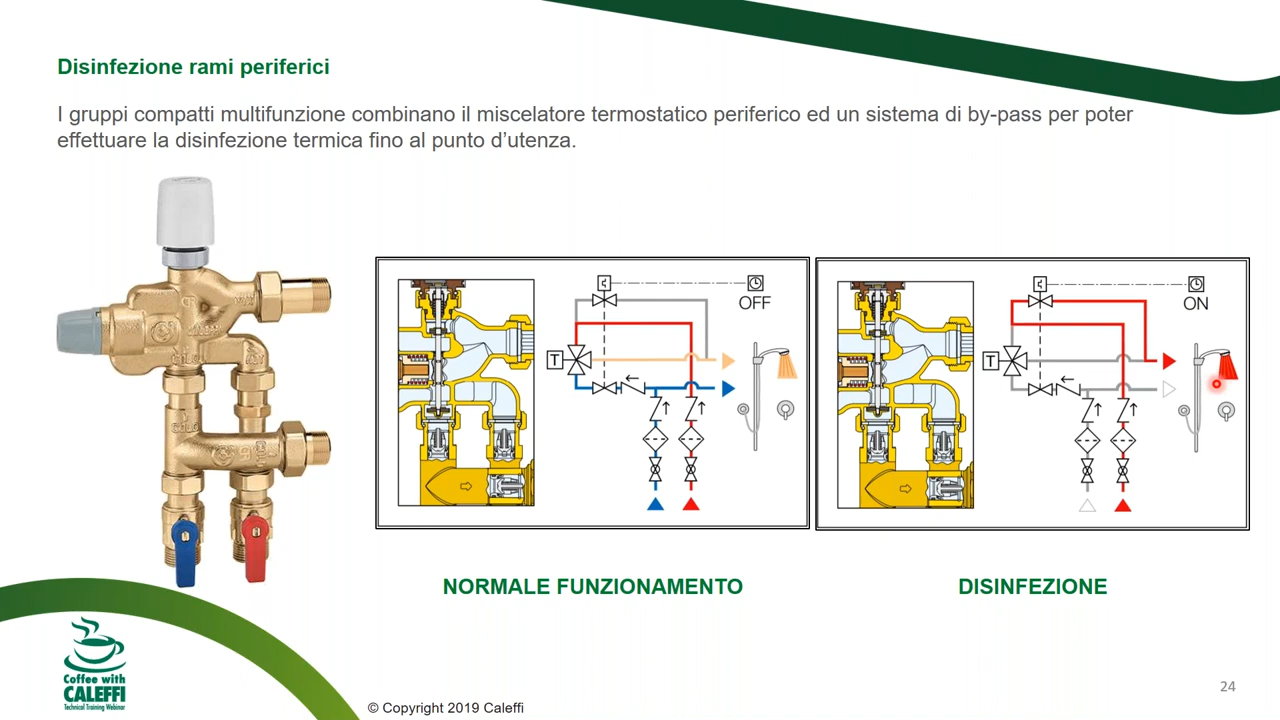 Disinfezione rami periferici
I gruppi compatti multifunzione combinano il miscelatore termostatico periferico ed un sistema di by-pass per poter
effettuare la disinfezione termica fino al punto d’utenza.
OFF
T
ON
T
NORMALE FUNZIONAMENTO
DISINFEZIONE
Coffee with
CALEFFI
Technical Training Webinar
© Copyright 2019 Caleffi
24